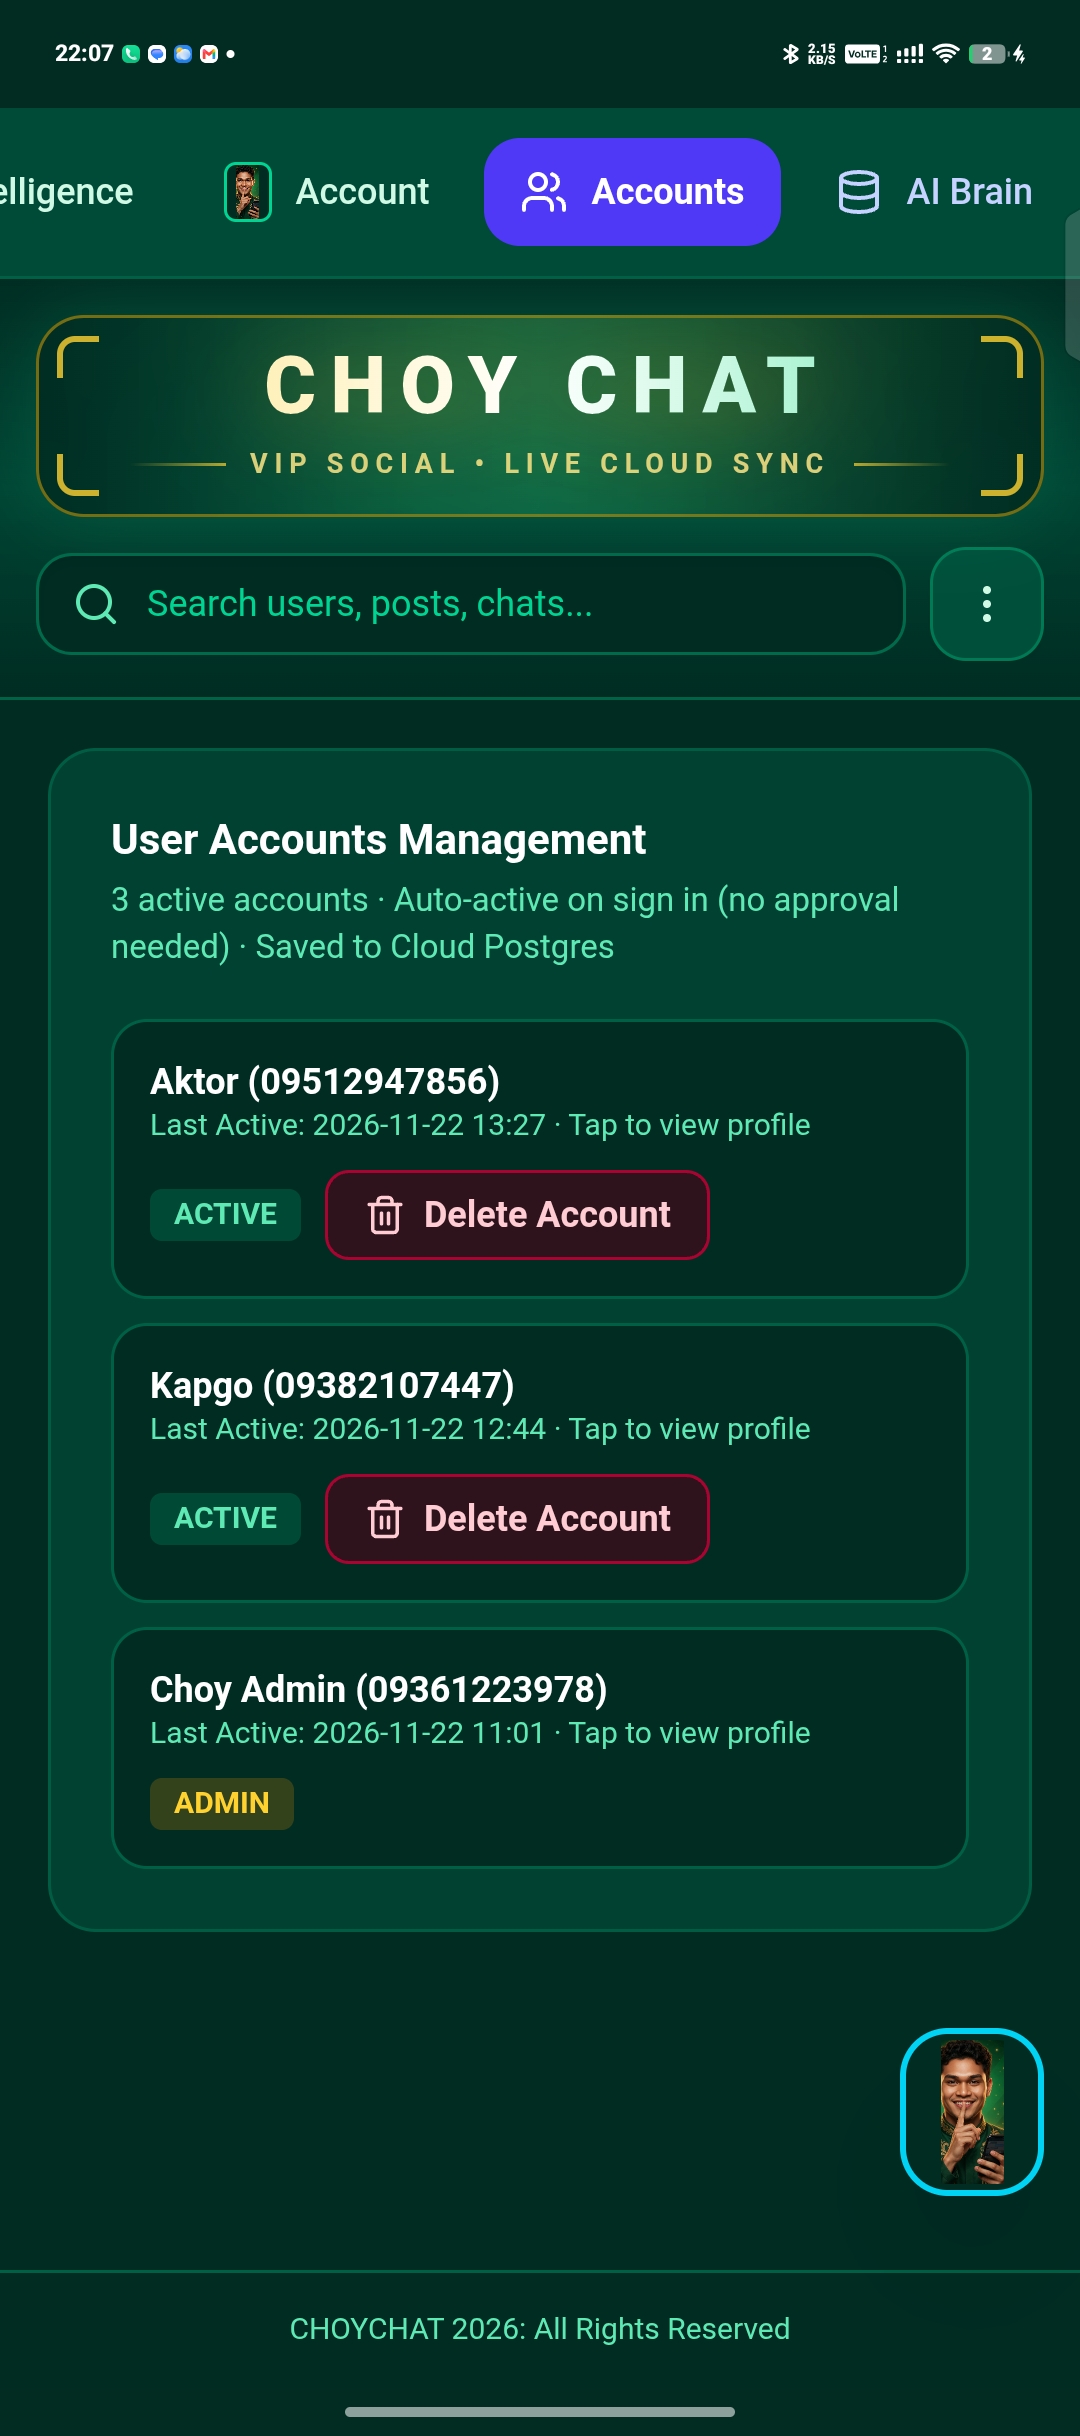 22:07
2.15
KB/S
VoLTE
1
2
2
elligence
Account
Accounts
AI Brain
CHOY CHAT
VIP SOCIAL • LIVE CLOUD SYNC
Search users, posts, chats...
User Accounts Management
3 active accounts · Auto-active on sign in (no approval
needed) · Saved to Cloud Postgres
Aktor (09512947856)
Last Active: 2026-11-22 13:27 · Tap to view profile
ACTIVE
Delete Account
Kapgo (09382107447)
Last Active: 2026-11-22 12:44 · Tap to view profile
ACTIVE
Delete Account
Choy Admin (09361223978)
Last Active: 2026-11-22 11:01 · Tap to view profile
ADMIN
CHOYCHAT 2026: All Rights Reserved